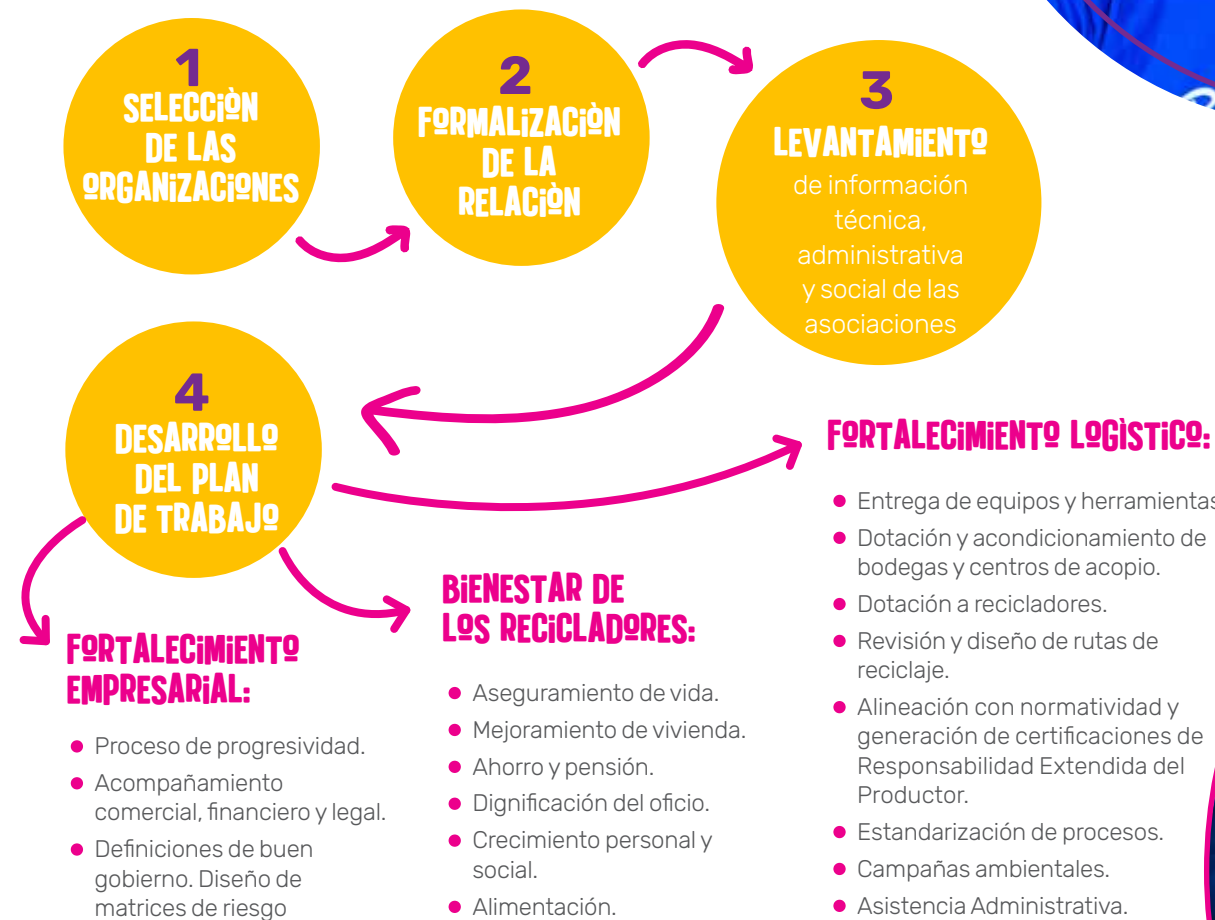 1
SELECCIÓN
DE LAS
ORGANIZACIONES
2
FORMALIZACIÓN
DE LA
RELACIÓN
3
LEVANTAMIENTO
de información
técnica,
administrativa
y social de las
asociaciones
4
DESARROLLO
DEL PLAN
DE TRABAJO
FORTALECIMIENTO
EMPRESARIAL:
Proceso de progresividad.
Acompañamiento
comercial, financiero y legal.
Definiciones de buen
gobierno. Diseño de
matrices de riesgo
BIENESTAR DE
LOS RECICLADORES:
Aseguramiento de vida.
Mejoramiento de vivienda.
Ahorro y pensión.
Dignificación del oficio.
Crecimiento personal y
social.
Alimentación.
FORTALECIMIENTO LOGÍSTICO:
Entrega de equipos y herramientas
Dotación y acondicionamiento de
bodegas y centros de acopio.
Dotación a recicladores.
Revisión y diseño de rutas de
reciclaje.
Alineación con normatividad y
generación de certificaciones de
Responsabilidad Extendida del
Productor.
Estandarización de procesos.
Campañas ambientales.
Asistencia Administrativa.